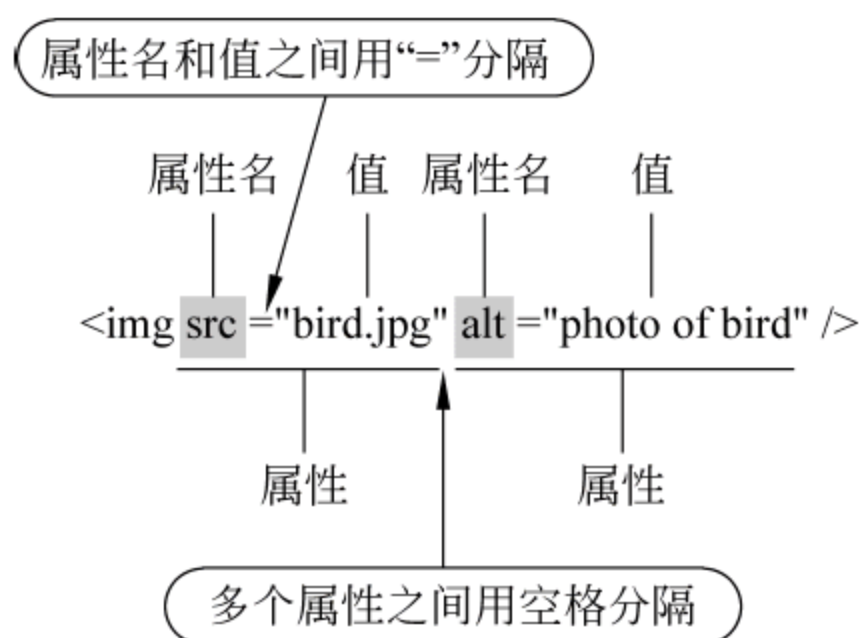 属性名和值之间用“=”分隔
属性名 值 属性名 值
<img src ="bird.jpg" alt ="photo of bird" />
属性 属性
多个属性之间用空格分隔